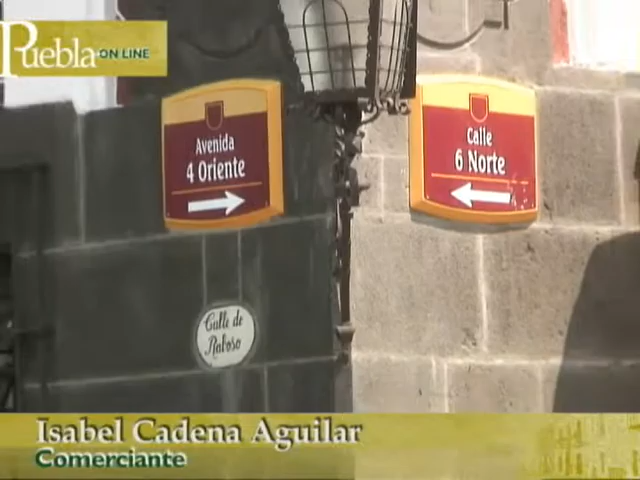 Puebla ON LINE
Avenida
4 Oriente
Calle
6 Norte
Calle de
Raboso
Isabel Cadena Aguilar
Comerciante